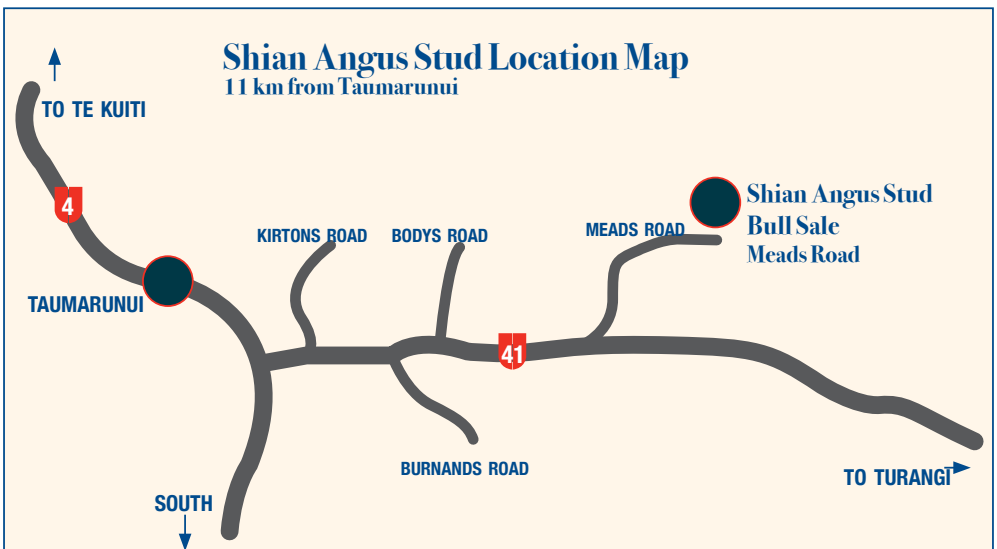 Shian Angus Stud Location Map
11 km from Taumarunui
TO TE KUITI
4
Shian Angus Stud
Bull Sale
Meads Road
KIRTONS ROAD
BODYS ROAD
MEADS ROAD
TAUMARUNUI
41
BURNANDS ROAD
TO TURANGI
SOUTH